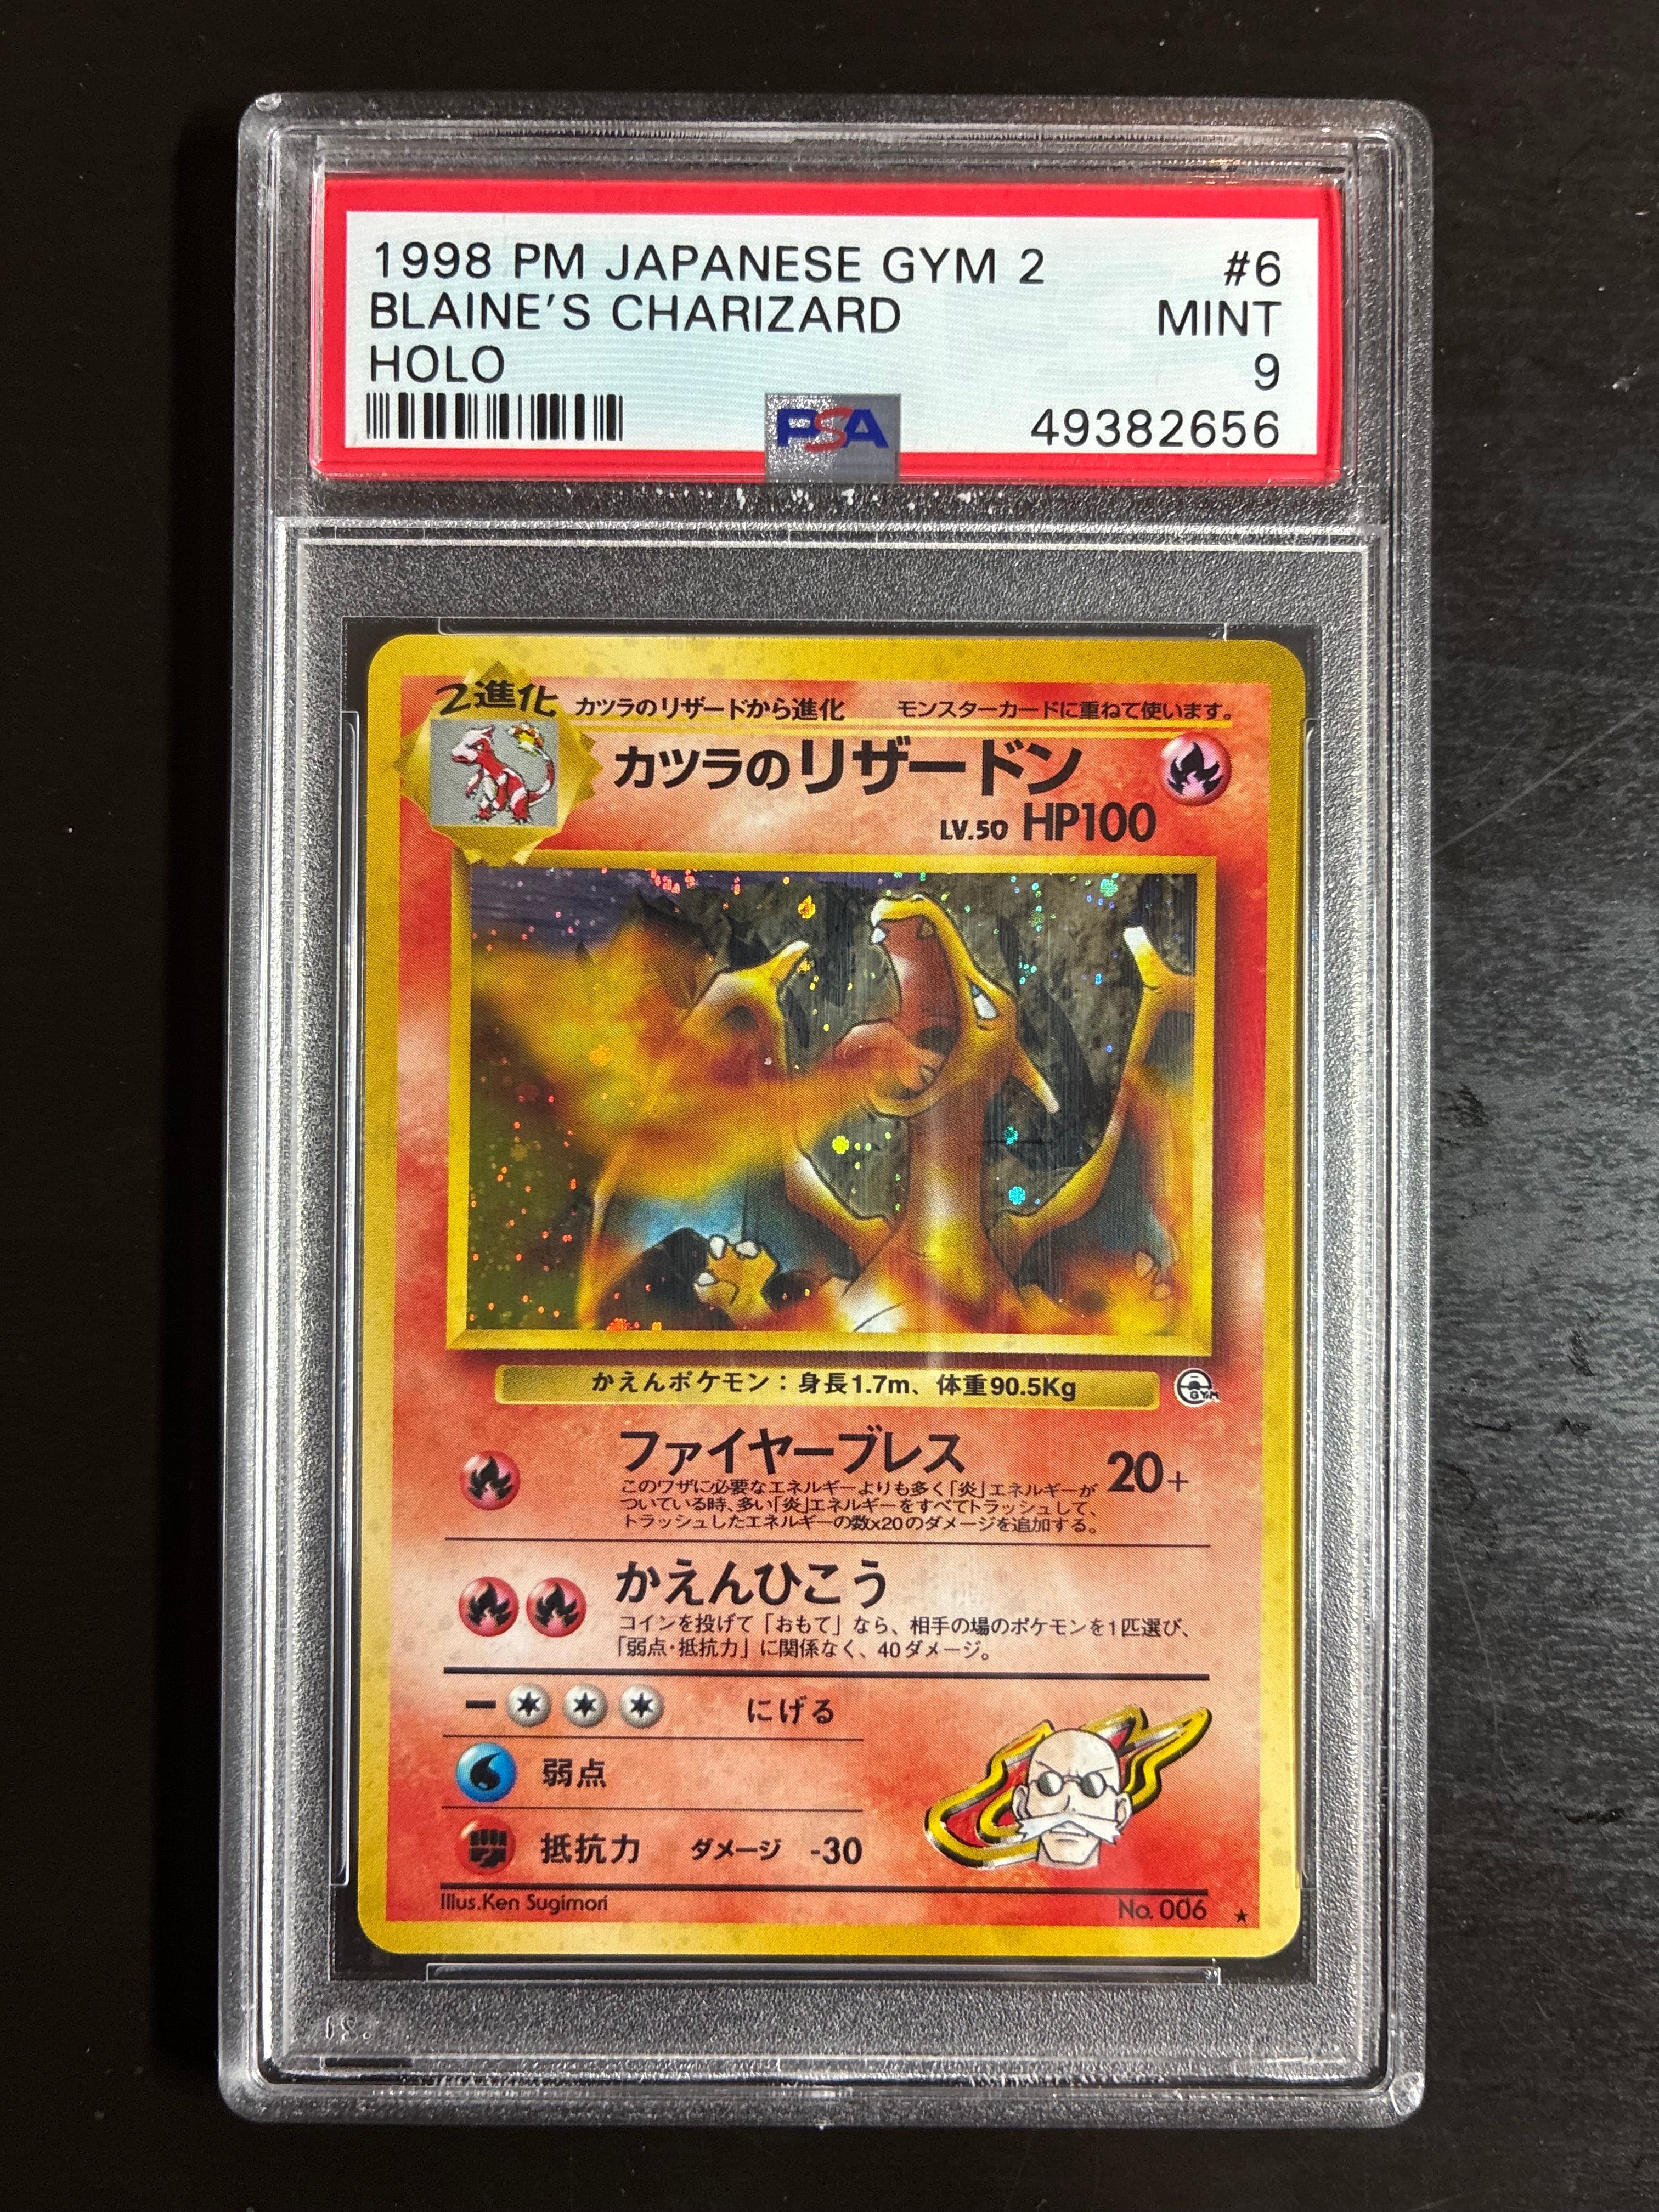 1998 PM JAPANESE GYM 2 #6
BLAINE'S CHARIZARD MINT
HOLO 9
PSA 49382656
2進化 カツラのリザードから進化 モンスターカードに重ねて使います。
カツラのリザードン
LV.50 HP100
かえんポケモン：身長1.7m、体重90.5Kg
GYM
ファイヤーブレス 20+
このワザに必要なエネルギーよりも多く「炎」エネルギーが
ついている時、多い「炎」エネルギーをすべてトラッシュして、
トラッシュしたエネルギーの数x20のダメージを追加する。
かえんひこう
コインを投げて「おもて」なら、相手の場のポケモンを1匹選び、
「弱点・抵抗力」に関係なく、40ダメージ。
にげる
弱点
抵抗力 ダメージ -30
Illus.Ken Sugimori No. 006 ★